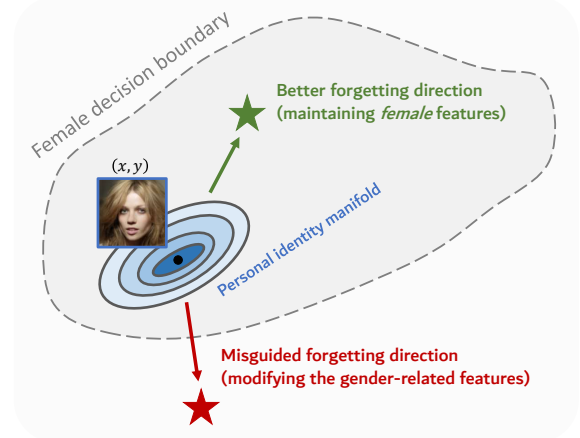 Female decision boundary
Better forgetting direction
(maintaining female features)
(x, y)
Personal identity manifold
Misguided forgetting direction
(modifying the gender-related features)